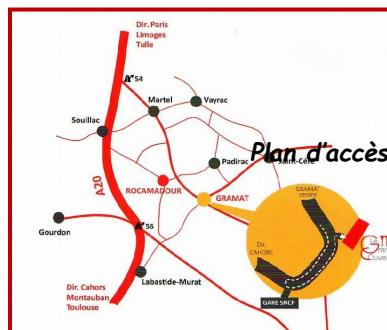 Dir. Paris
Limoges
Tulle
N°54
Martel
Vayrac
Souillac
Plan d'accès
Padirac
Saint-Céré
A20
ROCAMADOUR
GRAMAT
GRAMAT
centre
Gourdon
N°56
Dir.
CAHORS
Labastide-Murat
GARE SNCF
Dir. Cahors
Montauban
Toulouse